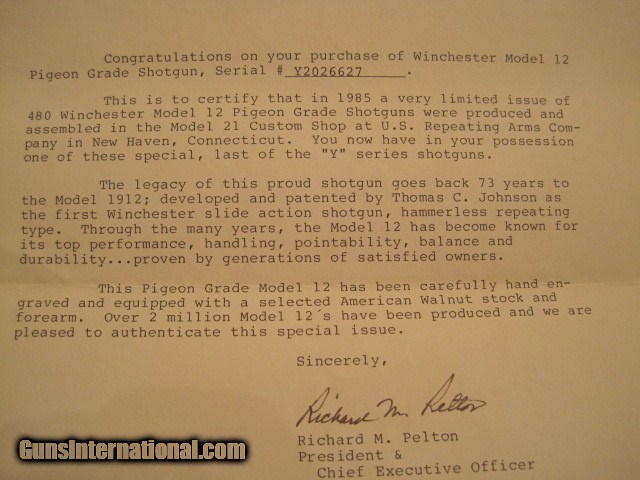 Congratulations on your purchase of Winchester Model 12
Pigeon Grade Shotgun, Serial # Y2026627.
This is to certify that in 1985 a very limited issue of
480 Winchester Model 12 Pigeon Grade Shotguns were produced and
assembled in the Model 21 Custom Shop at U.S. Repeating Arms Com-
pany in New Haven, Connecticut. You now have in your possession
one of these special, last of the "Y" series shotguns.
The legacy of this proud shotgun goes back 73 years to
the Model 1912; developed and patented by Thomas C. Johnson as
the first Winchester slide action shotgun, hammerless repeating
type. Through the many years, the Model 12 has become known for
its top performance, handling, pointability, balance and
durability...proven by generations of satisfied owners.
This Pigeon Grade Model 12 has been carefully hand en-
graved and equipped with a selected American Walnut stock and
forearm. Over 2 million Model 12´s have been produced and we are
pleased to authenticate this special issue.
Sincerely,
Richard M. Pelton
Richard M. Pelton
President &
Chief Executive Officer
GunsInternational.com